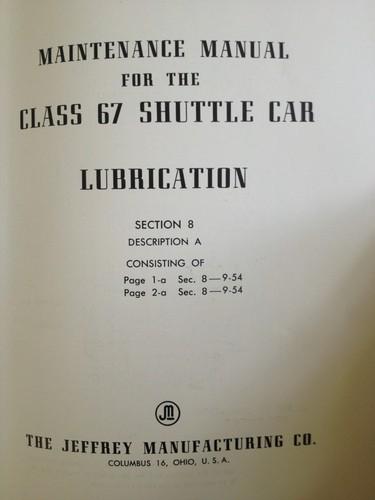 MAINTENANCE MANUAL
FOR THE
CLASS 67 SHUTTLE CAR
LUBRICATION
SECTION 8
DESCRIPTION A
CONSISTING OF
Page 1-a Sec. 8—9-54
Page 2-a Sec. 8—9-54
JM
THE JEFFREY MANUFACTURING CO.
COLUMBUS 16, OHIO, U. S. A.